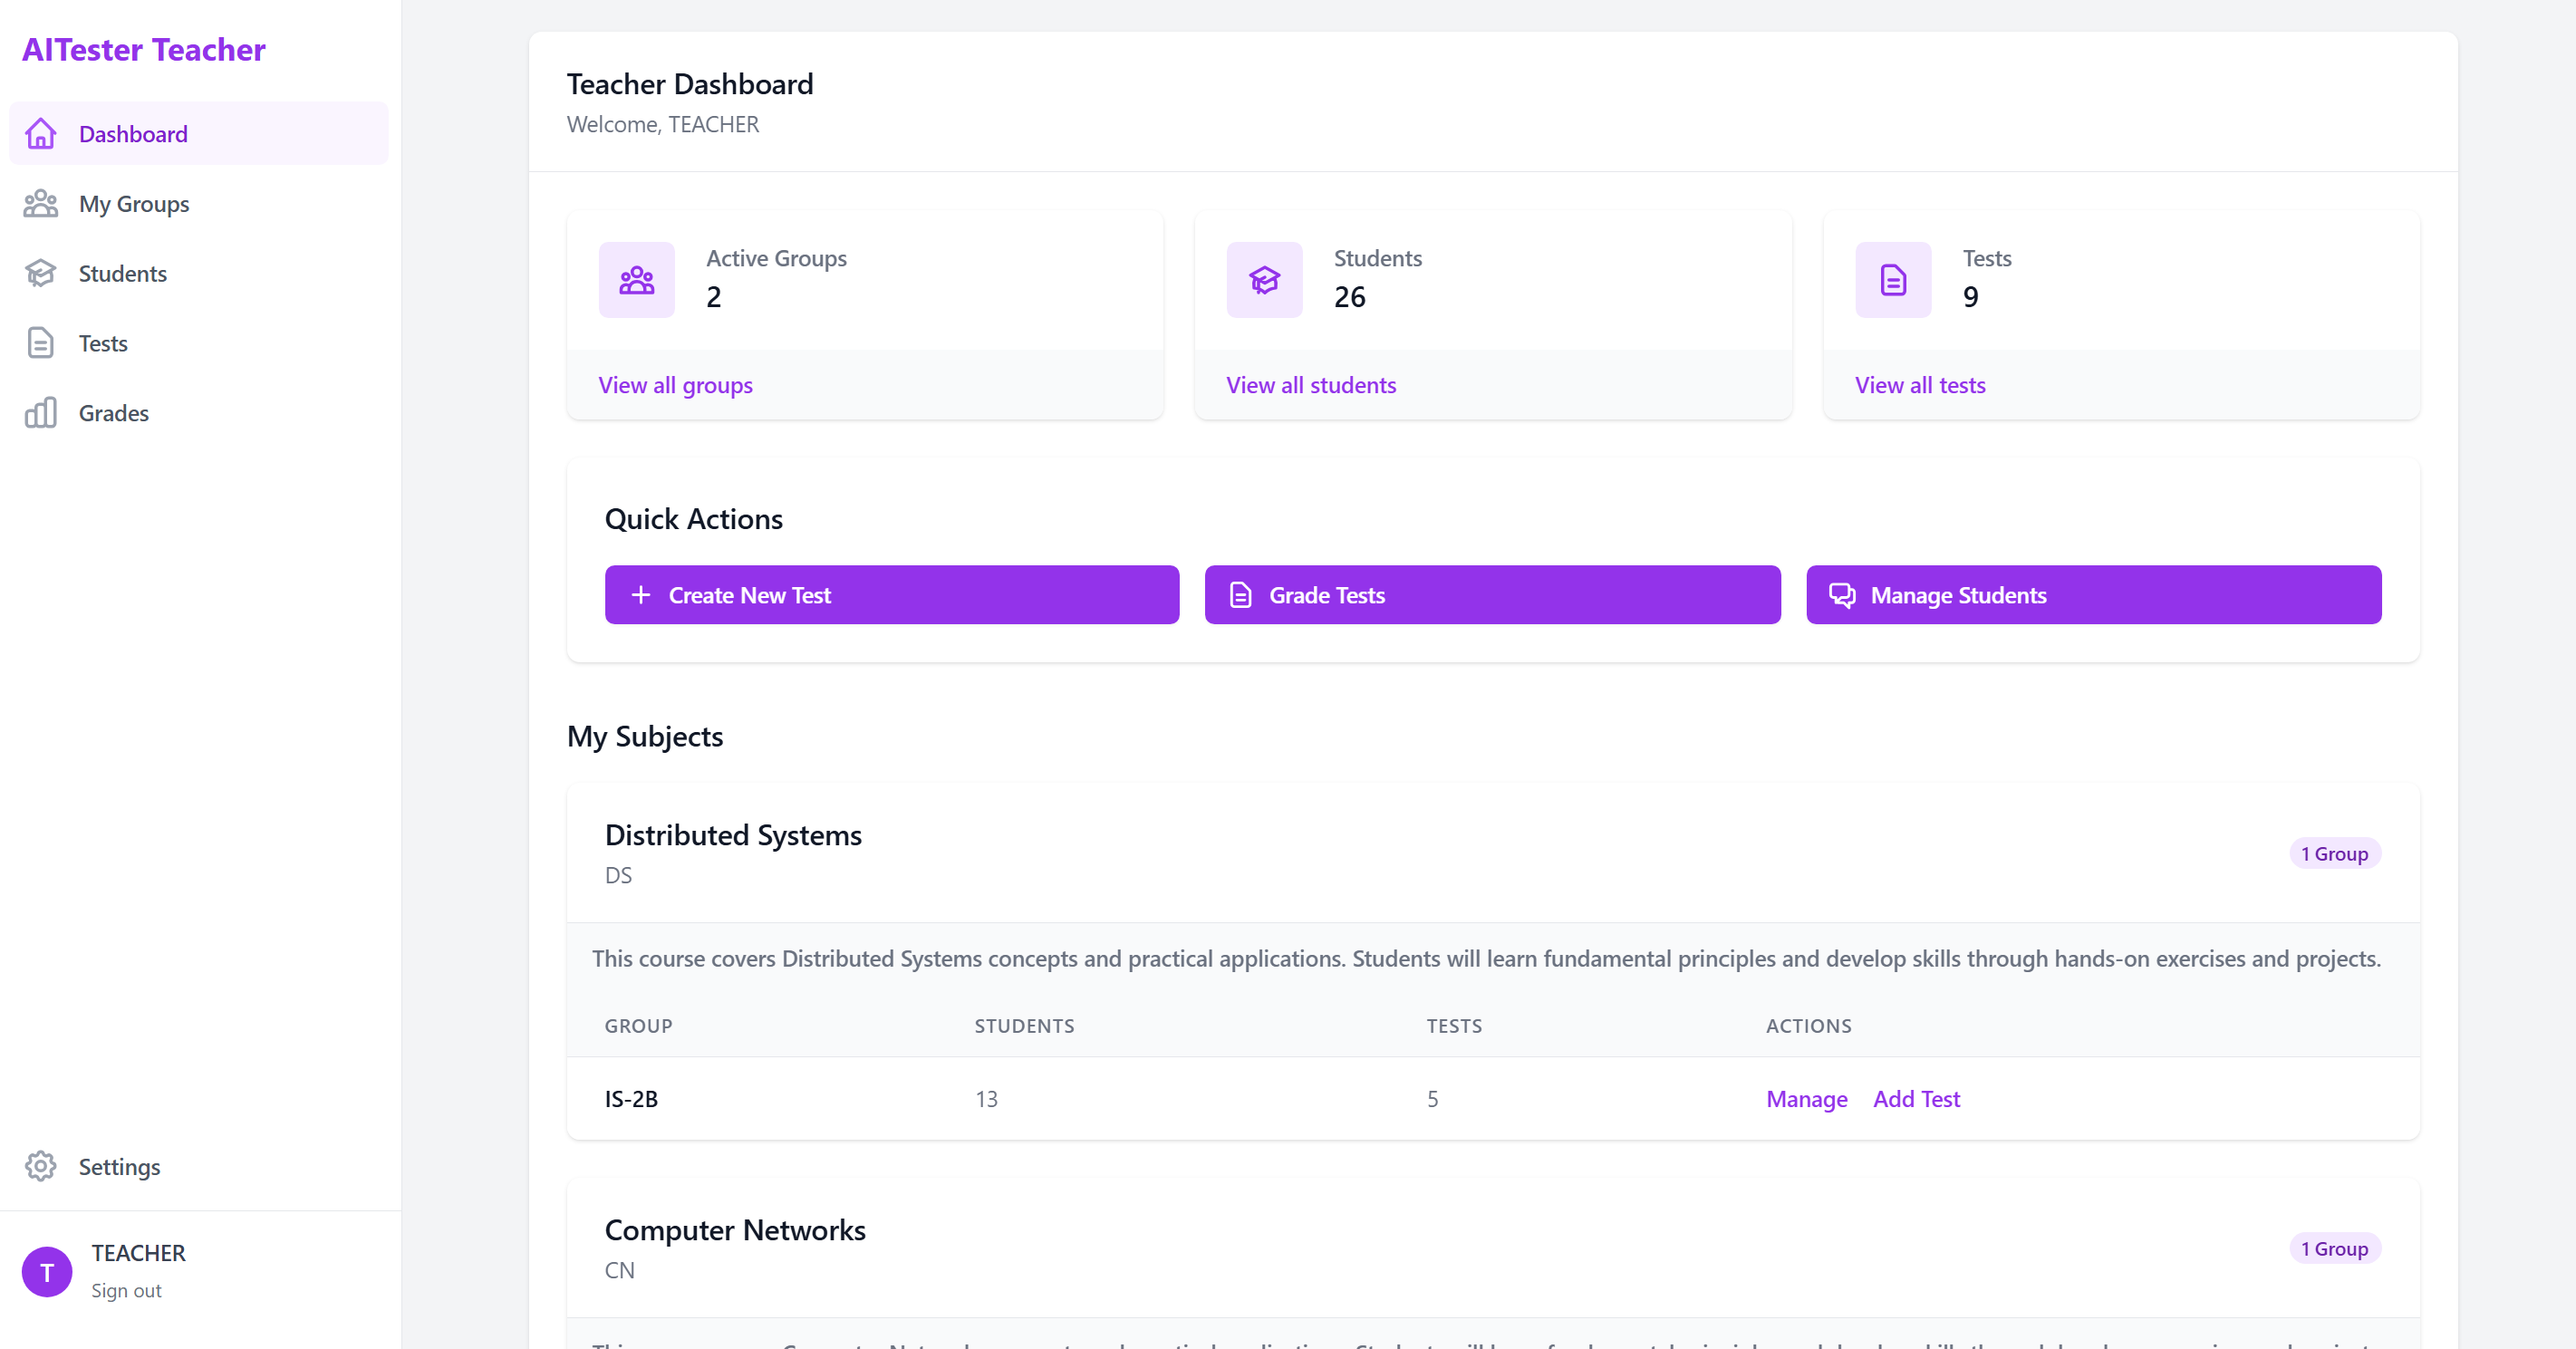 AITester Teacher
Dashboard
My Groups
Students
Tests
Grades
Settings
T
TEACHER
Sign out
Teacher Dashboard
Welcome, TEACHER
Active Groups
2
View all groups
Students
26
View all students
Tests
9
View all tests
Quick Actions
Create New Test
Grade Tests
Manage Students
My Subjects
Distributed Systems
DS
1 Group
This course covers Distributed Systems concepts and practical applications. Students will learn fundamental principles and develop skills through hands-on exercises and projects.
GROUP STUDENTS TESTS ACTIONS
IS-2B 13 5 Manage Add Test
Computer Networks
CN
1 Group